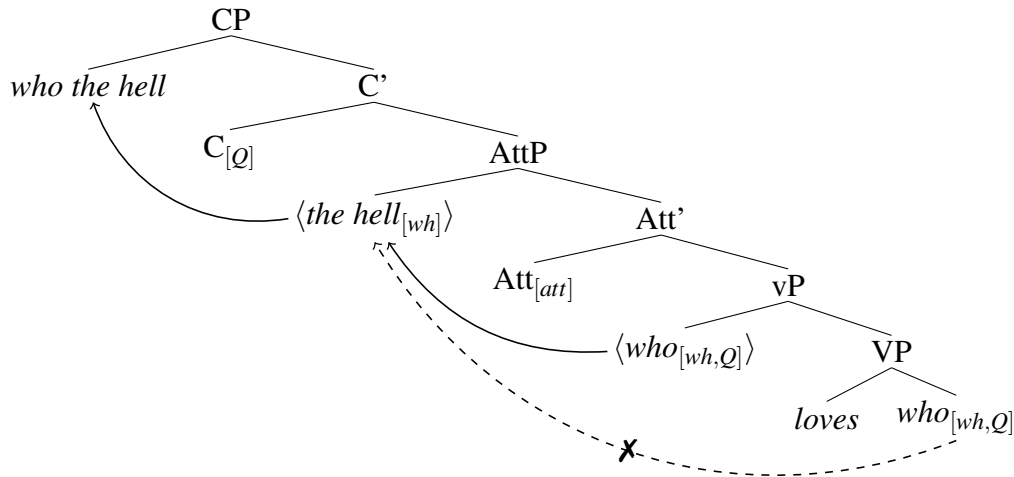 CP
who the hell
C'
C[Q]
AttP
⟨the hell[wh]⟩
Att'
Att[att]
vP
⟨who[wh,Q]⟩
VP
loves
who[wh,Q]
✗